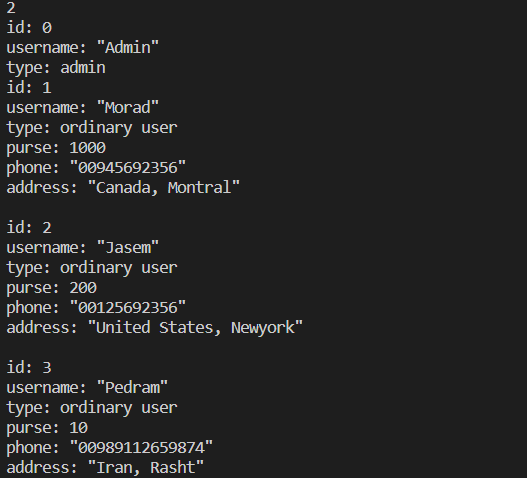 2
id: 0
username: "Admin"
type: admin
id: 1
username: "Morad"
type: ordinary user
purse: 1000
phone: "00945692356"
address: "Canada, Montral"
id: 2
username: "Jasem"
type: ordinary user
purse: 200
phone: "00125692356"
address: "United States, Newyork"
id: 3
username: "Pedram"
type: ordinary user
purse: 10
phone: "00989112659874"
address: "Iran, Rasht"